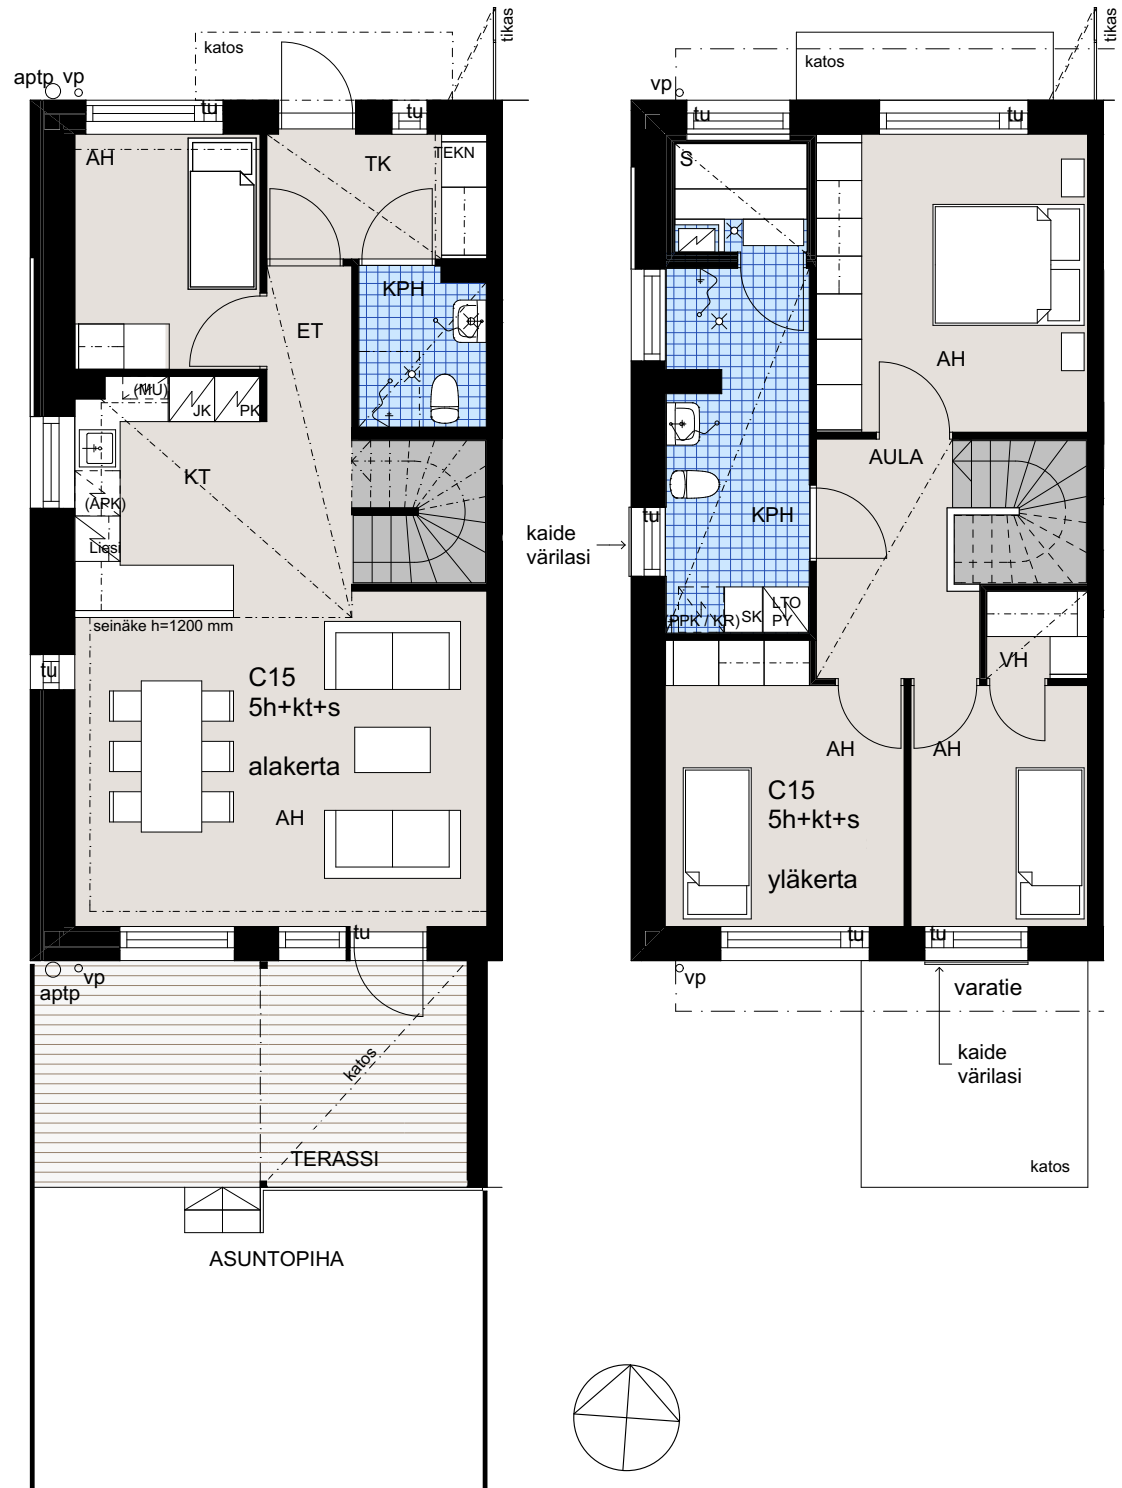 katos
tikas
aptp
vp
tu
tu
AH
TK
TEKN
KPH
ET
(MU)
JK
PK
KT
(APK)
Liesi
seinäke h=1200 mm
tu
C15
5h+kt+s
alakerta
AH
tu
aptp
vp
katos
TERASSI
ASUNTOPIHA
katos
tikas
vp
tu
tu
S
AH
AULA
KPH
tu
kaide
värilasi
(PPK / KR)
SK
LTO
PY
VH
AH
AH
C15
5h+kt+s
yläkerta
tu
tu
vp
varatie
kaide
värilasi
katos